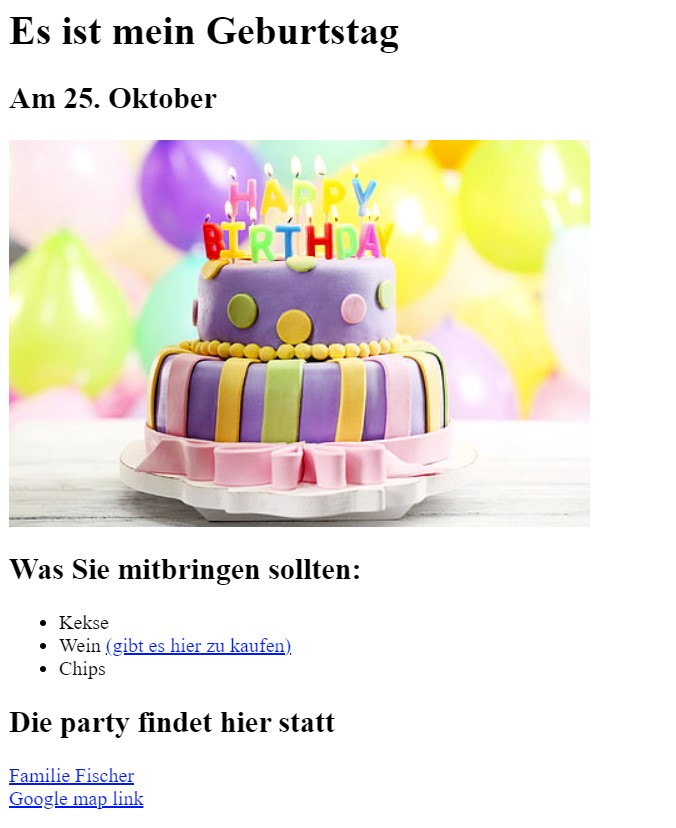 Es ist mein Geburtstag
Am 25. Oktober
HAPPY
BIRTHDAY
Was Sie mitbringen sollten:
Kekse
Wein (gibt es hier zu kaufen)
Chips
Die party findet hier statt
Familie Fischer
Google map link